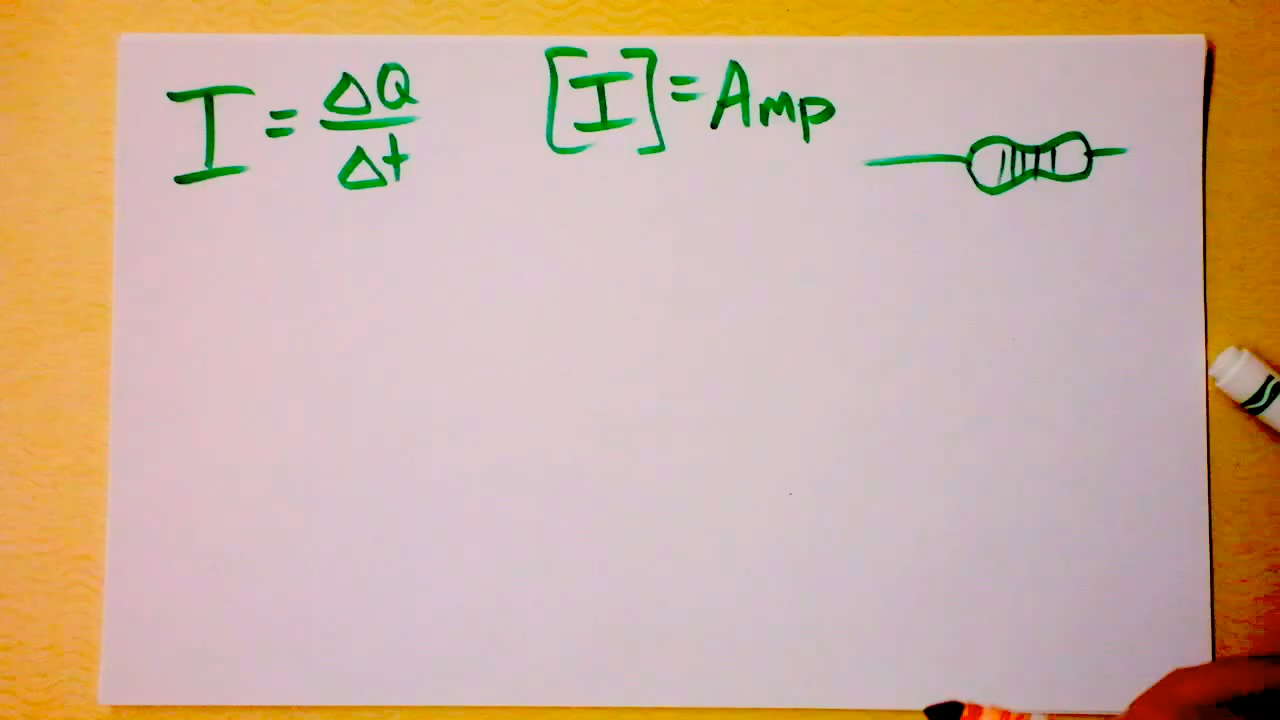 I = ΔQ/Δt
[I] = Amp